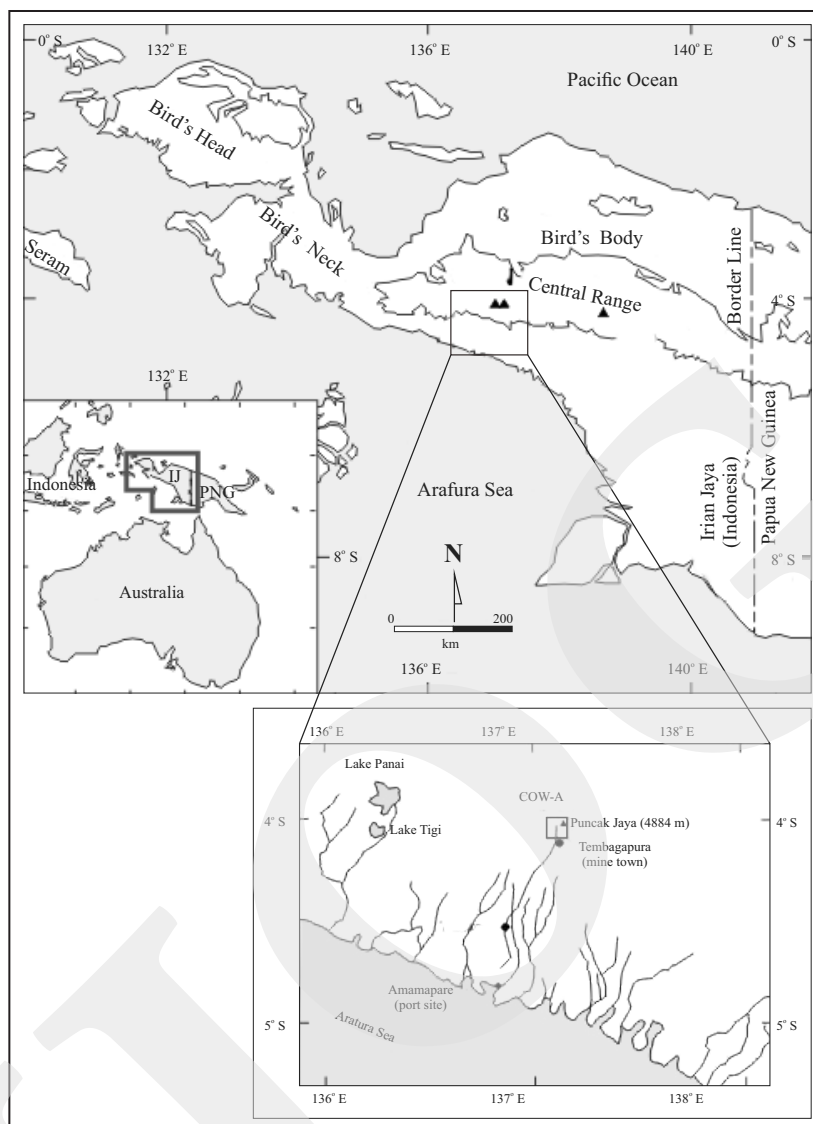 0° S
132° E
136° E
140° E
0° S
Pacific Ocean
Bird's Head
Bird's Neck
Bird's Body
Seram
Central Range
Border Line
4° S
132° E
Indonesia
IJ
PNG
Australia
Arafura Sea
Irian Jaya
(Indonesia)
Papua New Guinea
8° S
8° S
N
0
200
km
136° E
140° E
136° E
137° E
138° E
Lake Panai
COW-A
4° S
Puncak Jaya (4884 m)
4° S
Lake Tigi
Tembagapura
(mine town)
Amamapare
(port site)
Aratura Sea
5° S
5° S
136° E
137° E
138° E